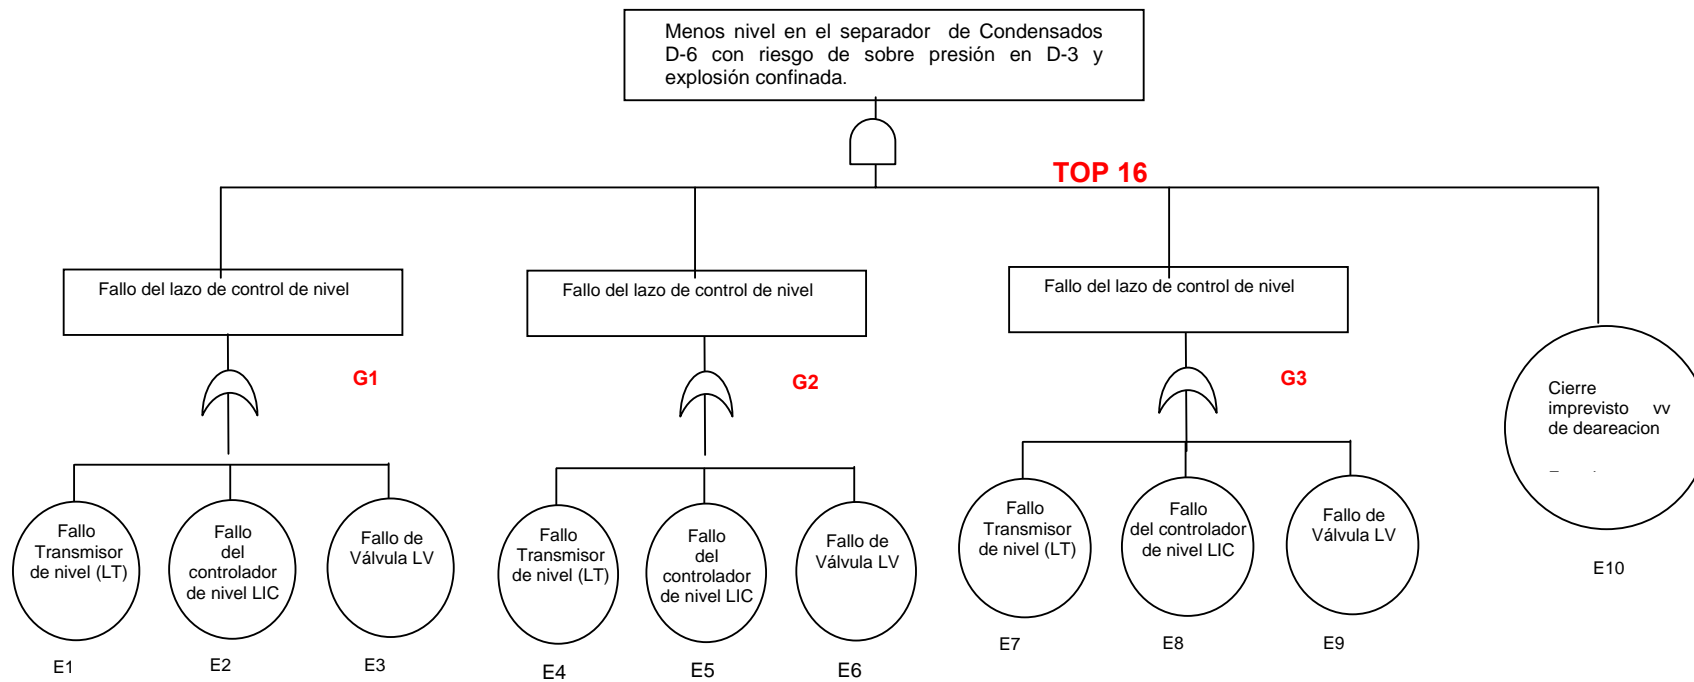 Menos nivel en el separador de Condensados
D-6 con riesgo de sobre presión en D-3 y
explosión confinada.
TOP 16
Fallo del lazo de control de nivel
Fallo del lazo de control de nivel
Fallo del lazo de control de nivel
G1
G2
G3
Cierre
imprevisto vv
de deareacion
Fallo
Transmisor
de nivel (LT)
Fallo
del
controlador
de nivel LIC
Fallo de
Válvula LV
Fallo
Transmisor
de nivel (LT)
Fallo
del
controlador
de nivel LIC
Fallo de
Válvula LV
Fallo
Transmisor
de nivel (LT)
Fallo
del controlador
de nivel LIC
Fallo de
Válvula LV
E1
E2
E3
E4
E5
E6
E7
E8
E9
E10